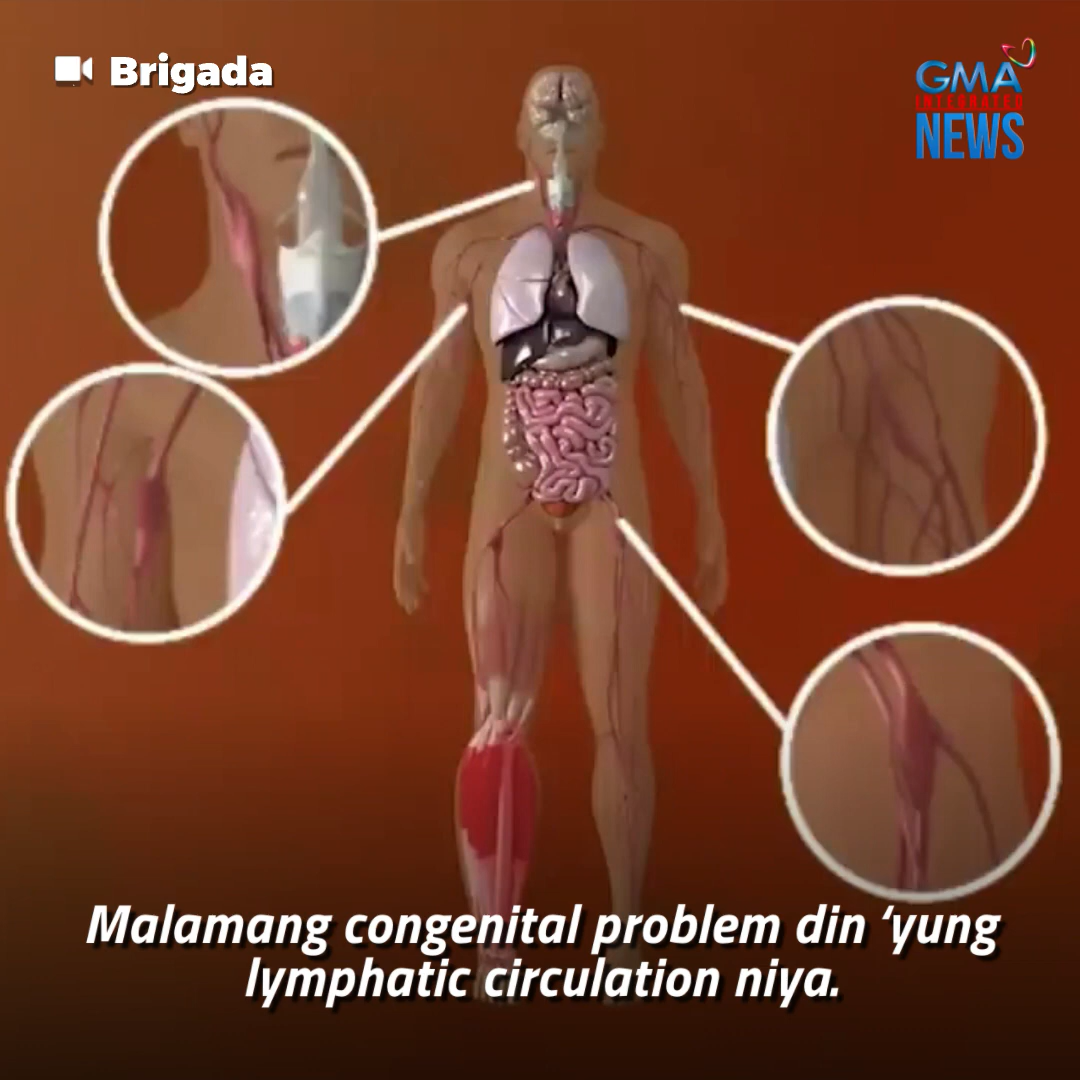 Brigada
GMA
INTEGRATED
NEWS
Malamang congenital problem din ‘yung
lymphatic circulation niya.